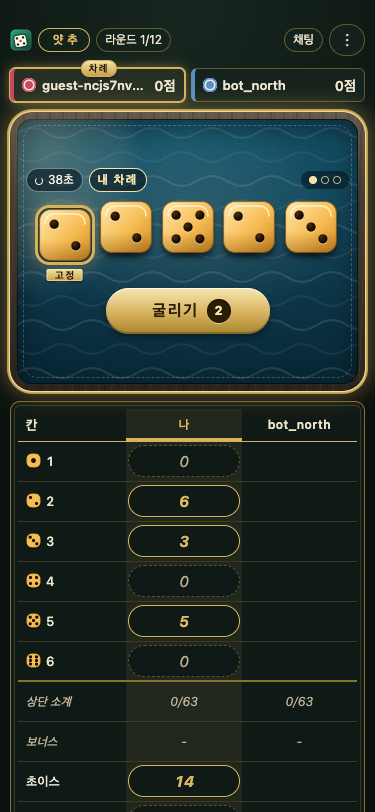 얏 추 라운드 1/12 채팅
차례
guest-ncjs7nv... 0점 bot_north 0점
38초 내 차례
고정
굴리기 2
칸 나 bot_north
1 0
2 6
3 3
4 0
5 5
6 0
상단 소계 0/63 0/63
보너스 - -
초이스 14